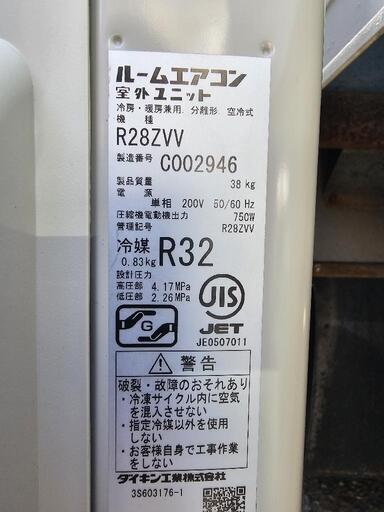 ルームエアコン
室外ユニット
冷房・暖房兼用. 分離形. 空冷式
機 種
R28ZVV
製造番号 C002946
製品質量 38 kg
電 源
単相 200V 50/60 Hz
圧縮機電動機出力 750W
管理記号 R28ZVV
冷媒 R32
0.83kg
設計圧力
高圧部 4.17MPa
低圧部 2.26MPa
JIS
G
JET
JE0507011
警告
破裂・故障のおそれあり
・冷凍サイクル内に空気
を混入させない
・指定冷媒以外を使用
しない
・お客様自身で工事作業
をしない
ダイキン工業株式会社
3S603176-1